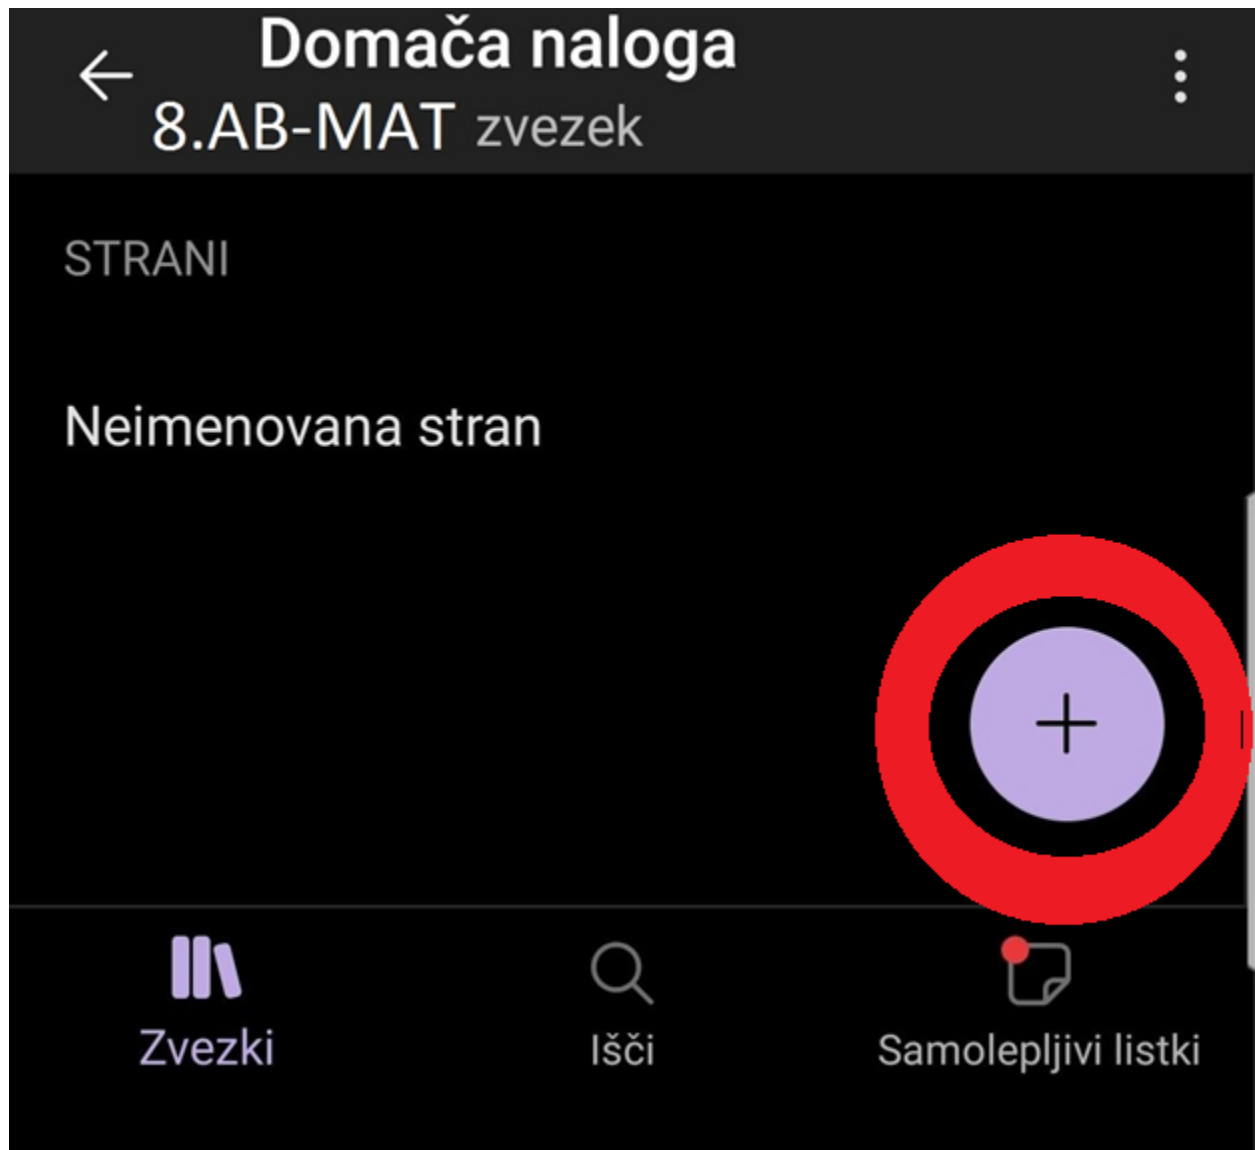 Domača naloga
8.AB-MAT zvezek
STRANI
Neimenovana stran
Zvezki
Išči
Samolepljivi listki